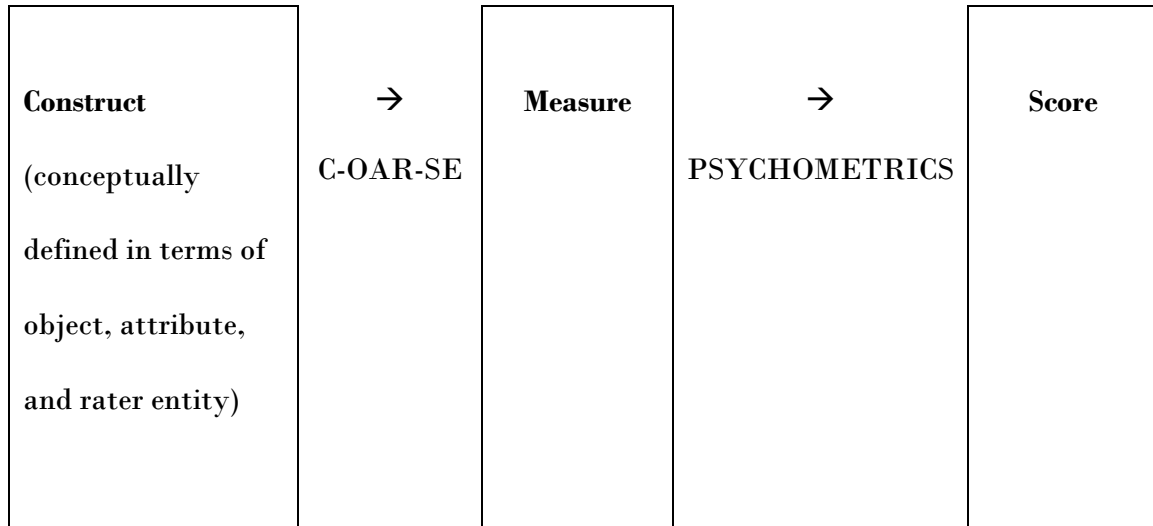 Construct → Measure → Score
(conceptually C-OAR-SE PSYCHOMETRICS
defined in terms of
object, attribute,
and rater entity)